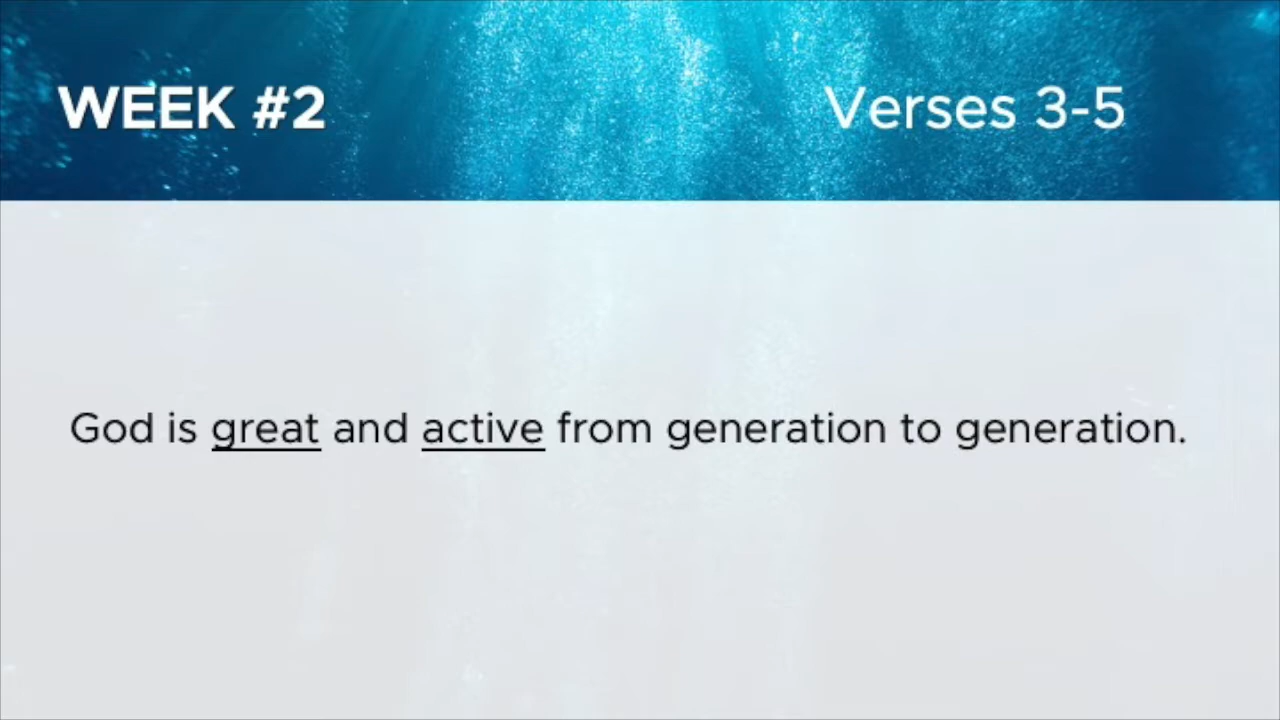 WEEK #2
Verses 3-5
God is great and active from generation to generation.